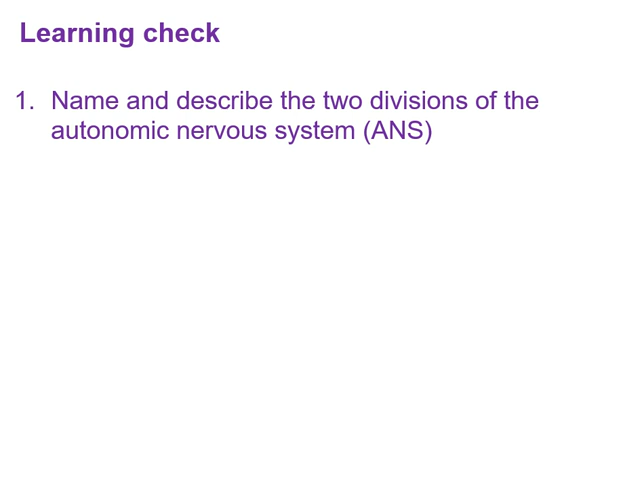 Learning check
1. Name and describe the two divisions of the
autonomic nervous system (ANS)